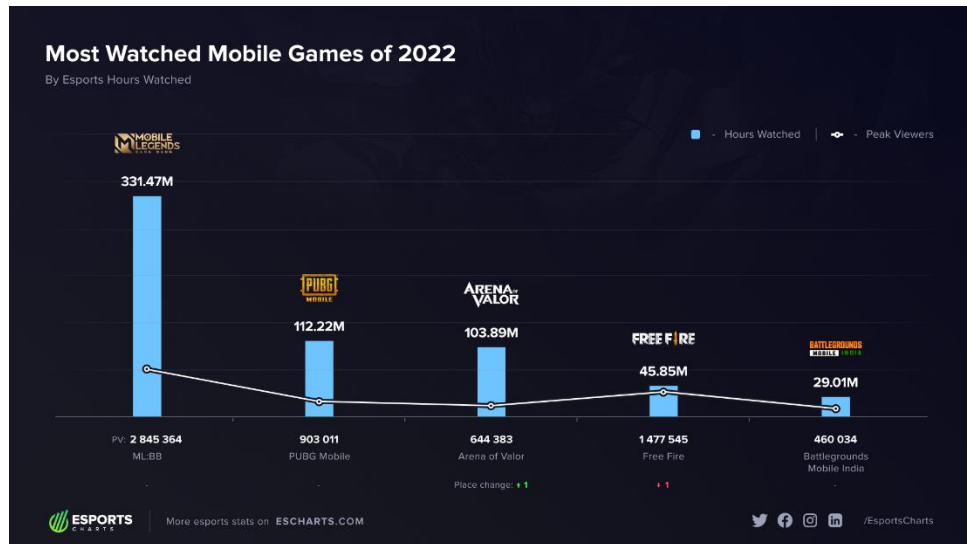 Most Watched Mobile Games of 2022
By Esports Hours Watched
- Hours Watched
- Peak Viewers
MOBILE
LEGENDS
BANG BANG
331.47M
PUBG
MOBILE
112.22M
ARENA OF
VALOR
103.89M
FREE FIRE
45.85M
BATTLEGROUNDS
MOBILE INDIA
29.01M
PV: 2 845 364
903 011
644 383
1 477 545
460 034
ML:BB
PUBG Mobile
Arena of Valor
Free Fire
Battlegrounds
Mobile India
-
-
Place change: ↑ 1
↓ 1
-
ESPORTS
CHARTS
More esports stats on ESCHARTS.COM
/EsportsCharts